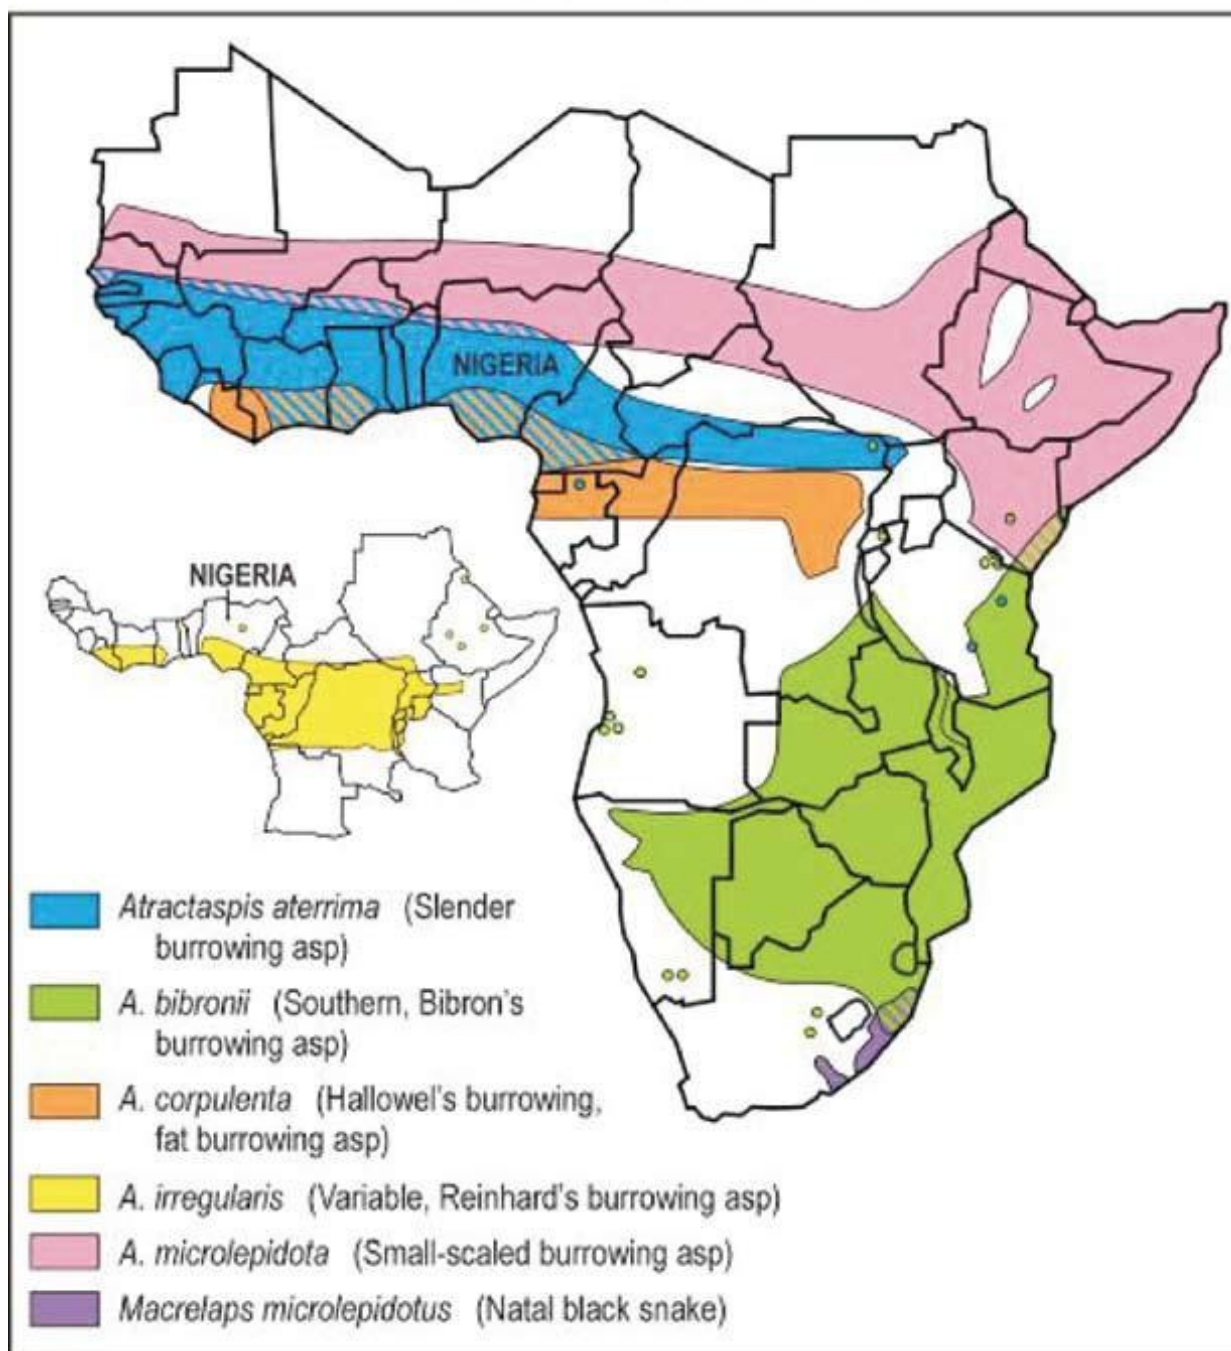 NIGERIA
NIGERIA
Atractaspis aterrima (Slender
burrowing asp)
A. bibronii (Southern, Bibron's
burrowing asp)
A. corpulenta (Hallowel's burrowing,
fat burrowing asp)
A. irregularis (Variable, Reinhard's burrowing asp)
A. microlepidota (Small-scaled burrowing asp)
Macrelaps microlepidotus (Natal black snake)